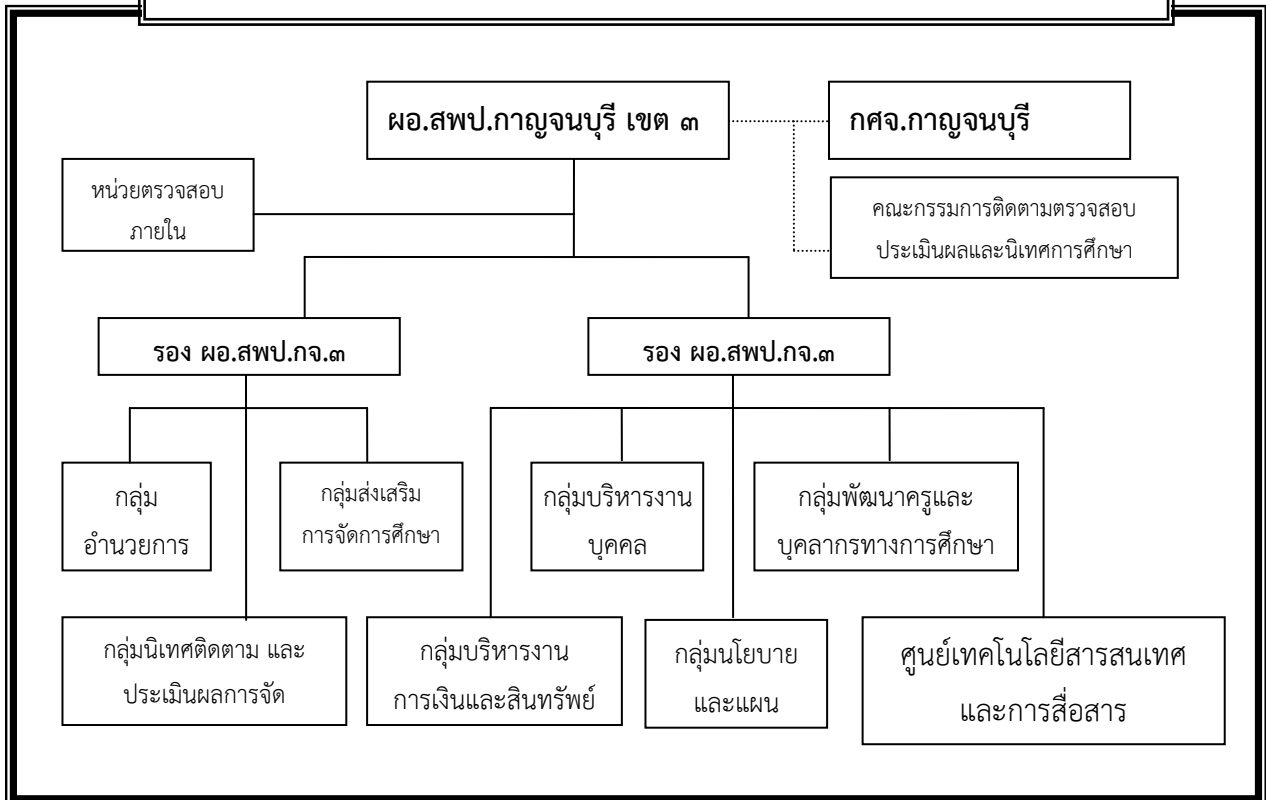 ผอ.สพป.กาญจนบุรี เขต ๓
กศจ.กาญจนบุรี
หน่วยตรวจสอบ
ภายใน
คณะกรรมการติดตามตรวจสอบ
ประเมินผลและนิเทศการศึกษา
รอง ผอ.สพป.กจ.๓
รอง ผอ.สพป.กจ.๓
กลุ่ม
อำนวยการ
กลุ่มส่งเสริม
การจัดการศึกษา
กลุ่มบริหารงาน
บุคคล
กลุ่มพัฒนาครูและ
บุคลากรทางการศึกษา
กลุ่มนิเทศติดตาม และ
ประเมินผลการจัด
กลุ่มบริหารงาน
การเงินและสินทรัพย์
กลุ่มนโยบาย
และแผน
ศูนย์เทคโนโลยีสารสนเทศ
และการสื่อสาร